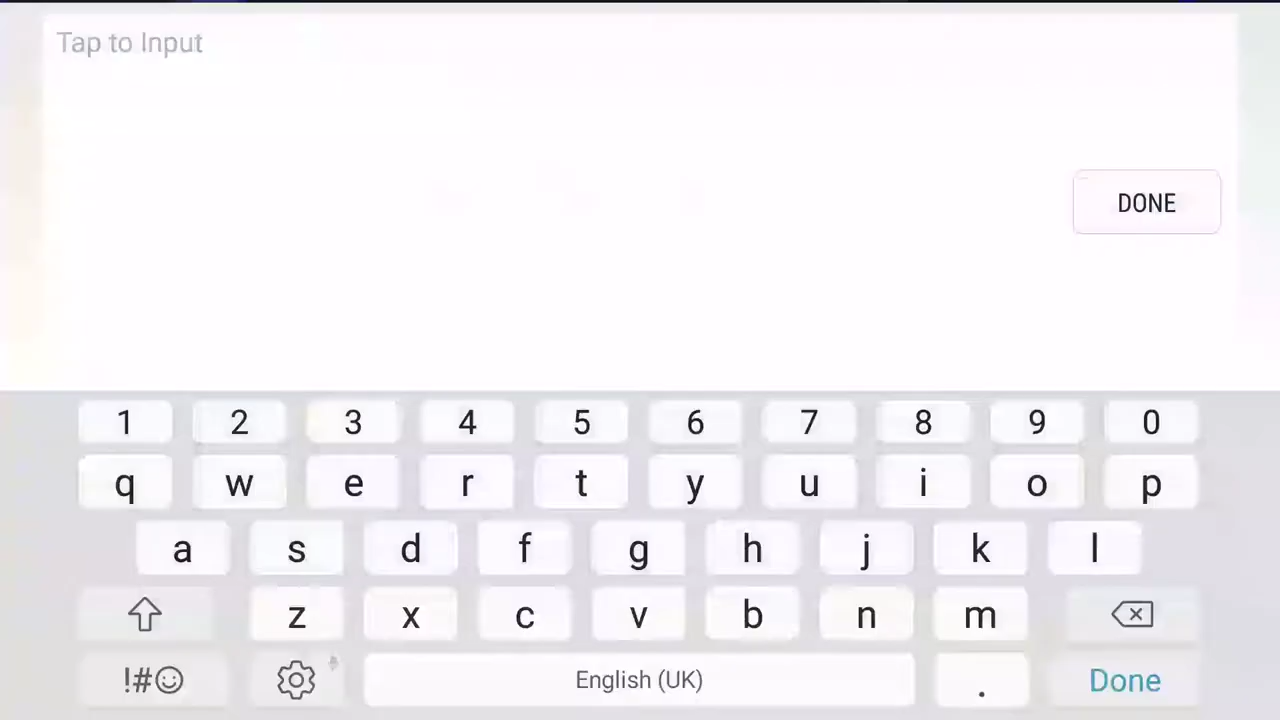 Tap to Input
DONE
1 2 3 4 5 6 7 8 9 0
q w e r t y u i o p
a s d f g h j k l
z x c v b n m
!#☺ English (UK) . Done